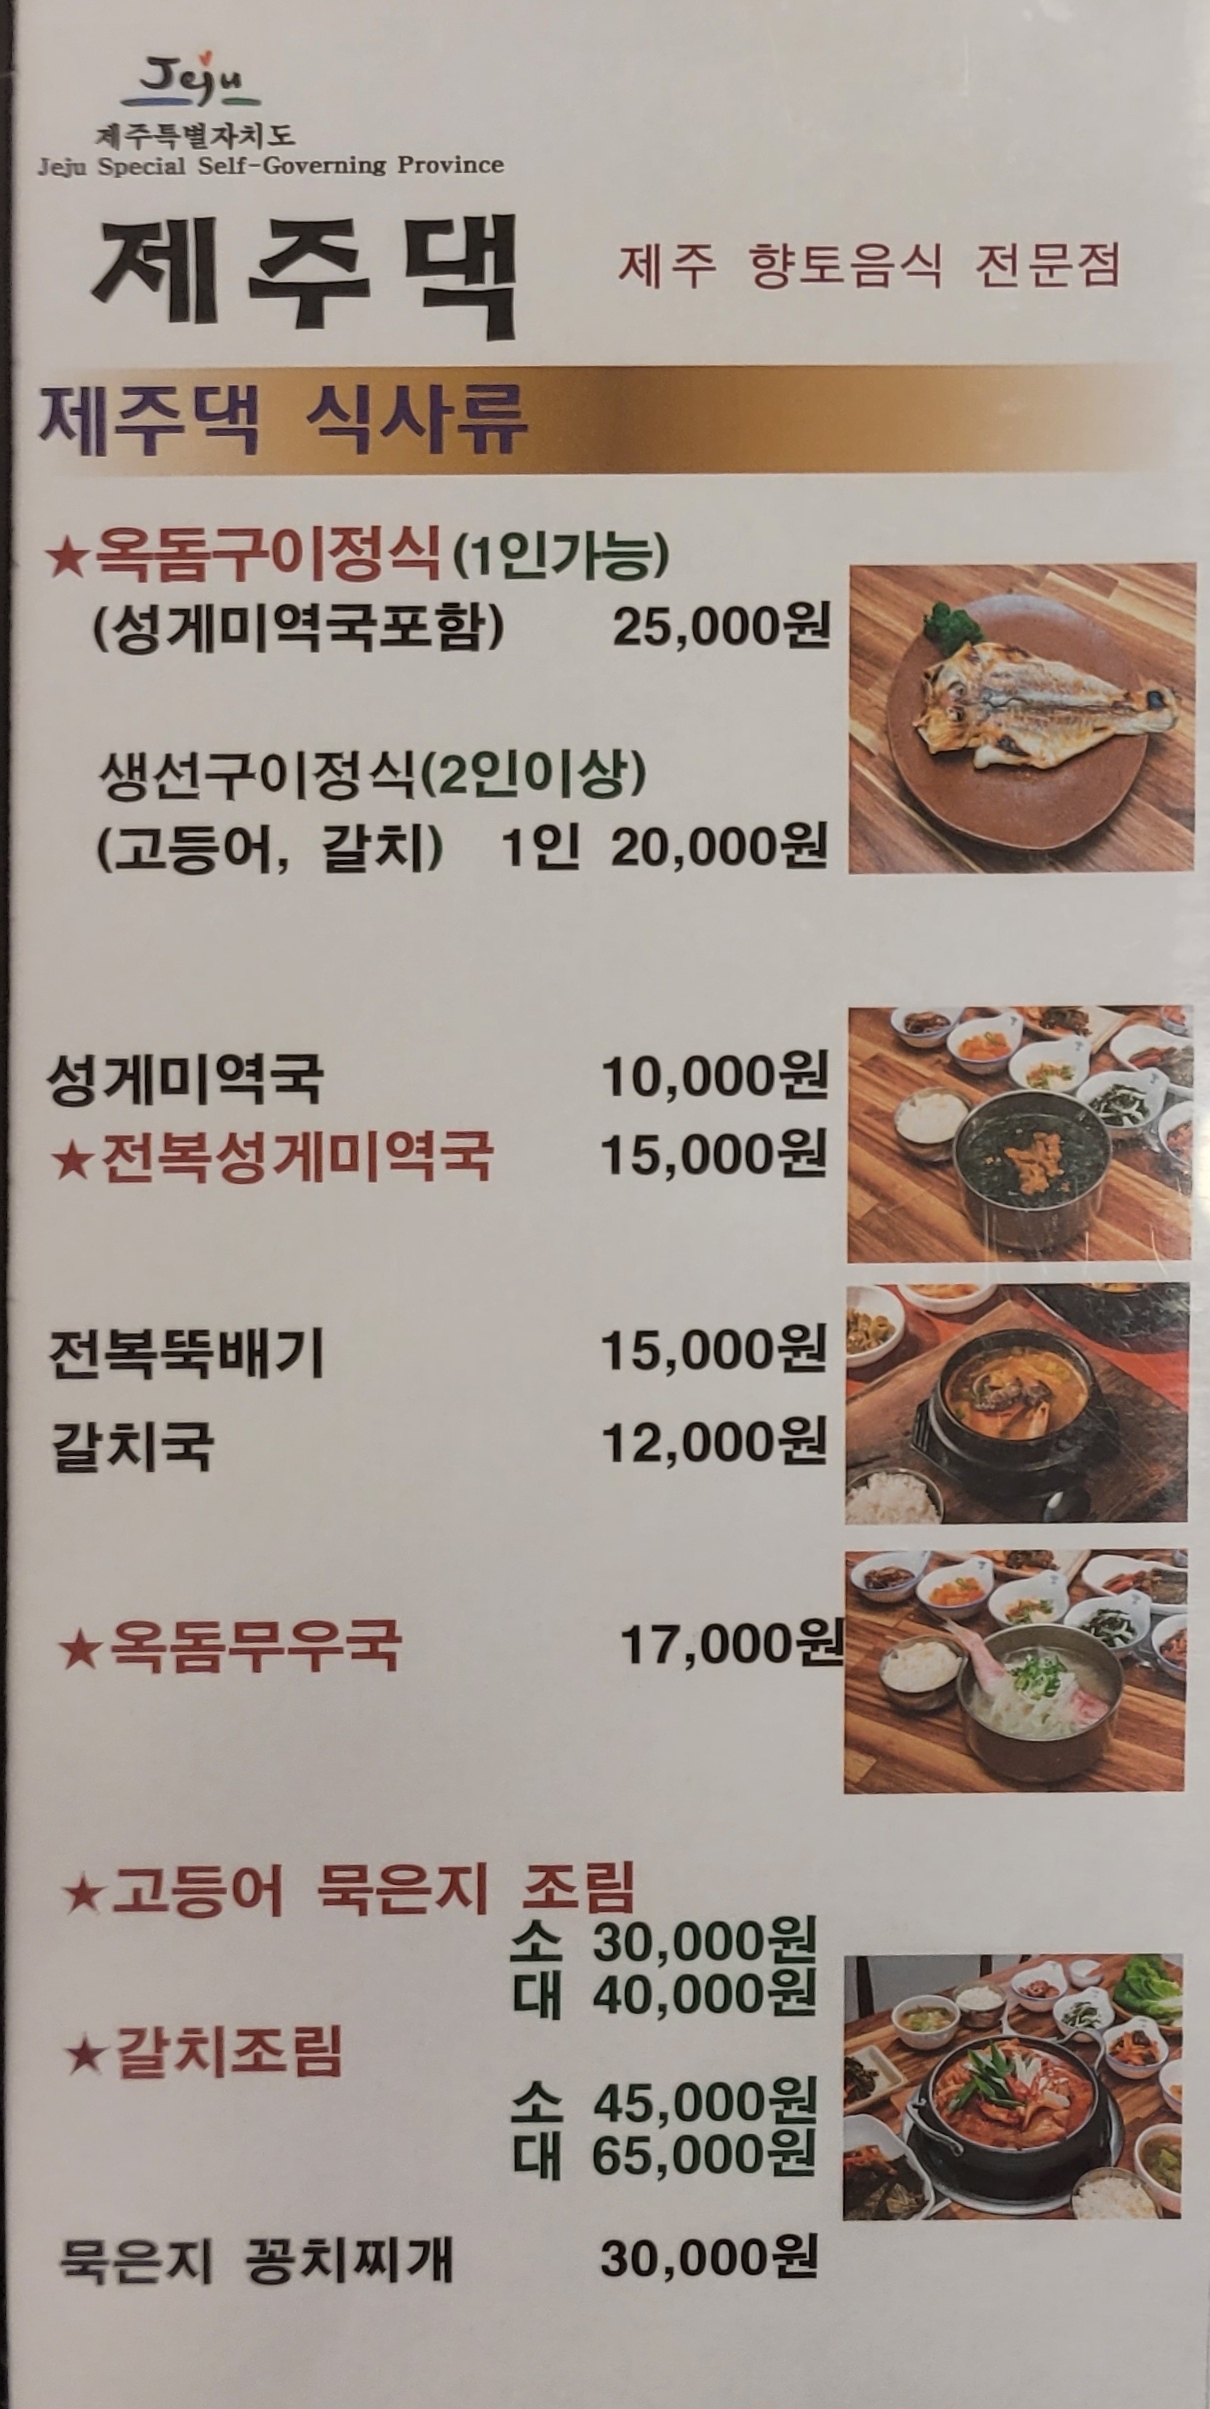 Jeju
제주특별자치도
Jeju Special Self-Governing Province
제주댁 제주 향토음식 전문점
제주댁 식사류
★옥돔구이정식(1인가능)
(성게미역국포함) 25,000원
생선구이정식(2인이상)
(고등어, 갈치) 1인 20,000원
성게미역국 10,000원
★전복성게미역국 15,000원
전복뚝배기 15,000원
갈치국 12,000원
★옥돔무우국 17,000원
★고등어 묵은지 조림
소 30,000원
대 40,000원
★갈치조림
소 45,000원
대 65,000원
묵은지 꽁치찌개 30,000원